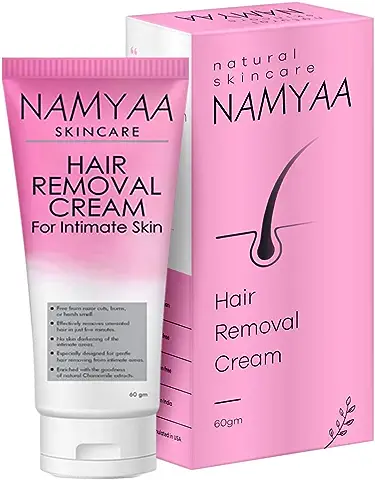 NAMYAA
SKINCARE
HAIR
REMOVAL
CREAM
For Intimate Skin
• Free from razor cuts, burns,
or harsh smell.
• Effectively removes unwanted
hair in just five minutes.
• No skin darkening of the
intimate areas.
• Especially designed for gentle
hair removing from intimate areas.
• Enriched with the goodness
of natural Chamomile extracts.
60 gm
natural
skincare
NAMYAA
Hair
Removal
Cream
60gm
in USA